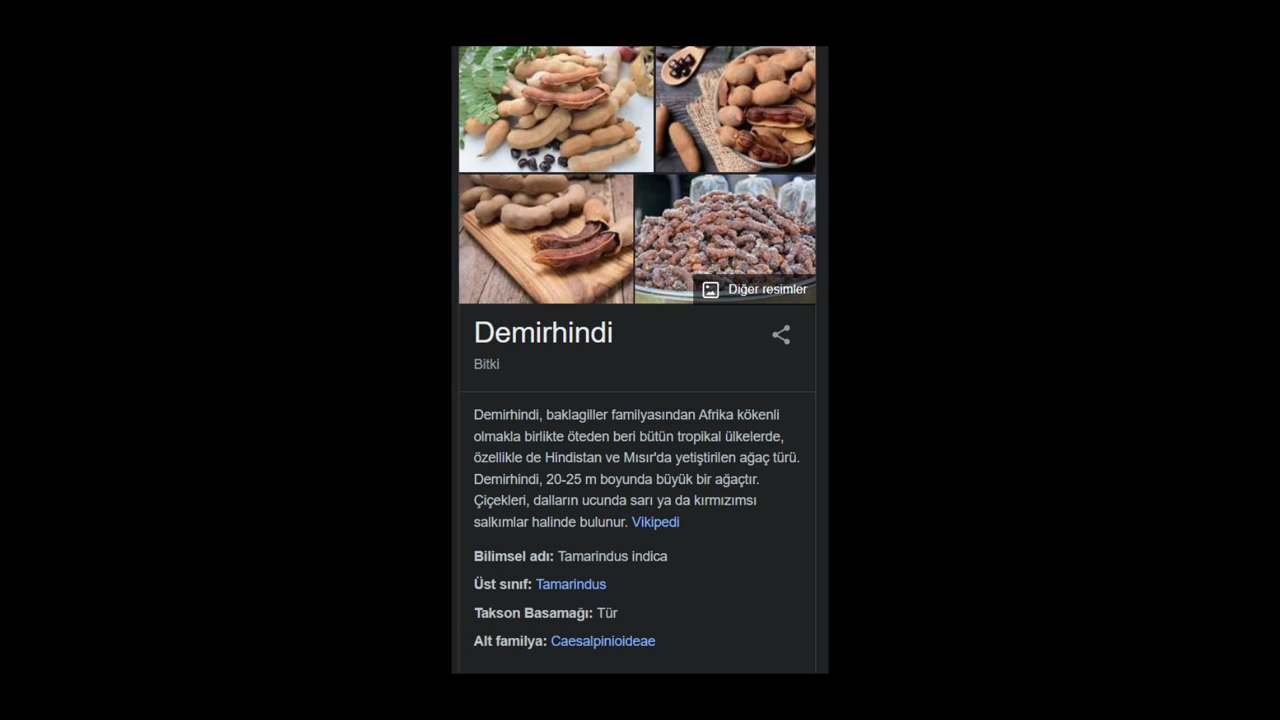 Diğer resimler
Demirhindi
Bitki
Demirhindi, baklagiller familyasından Afrika kökenli
olmakla birlikte öteden beri bütün tropikal ülkelerde,
özellikle de Hindistan ve Mısır'da yetiştirilen ağaç türü.
Demirhindi, 20-25 m boyunda büyük bir ağaçtır.
Çiçekleri, dalların ucunda sarı ya da kırmızımsı
salkımlar halinde bulunur. Vikipedi
Bilimsel adı: Tamarindus indica
Üst sınıf: Tamarindus
Takson Basamağı: Tür
Alt familya: Caesalpinioideae